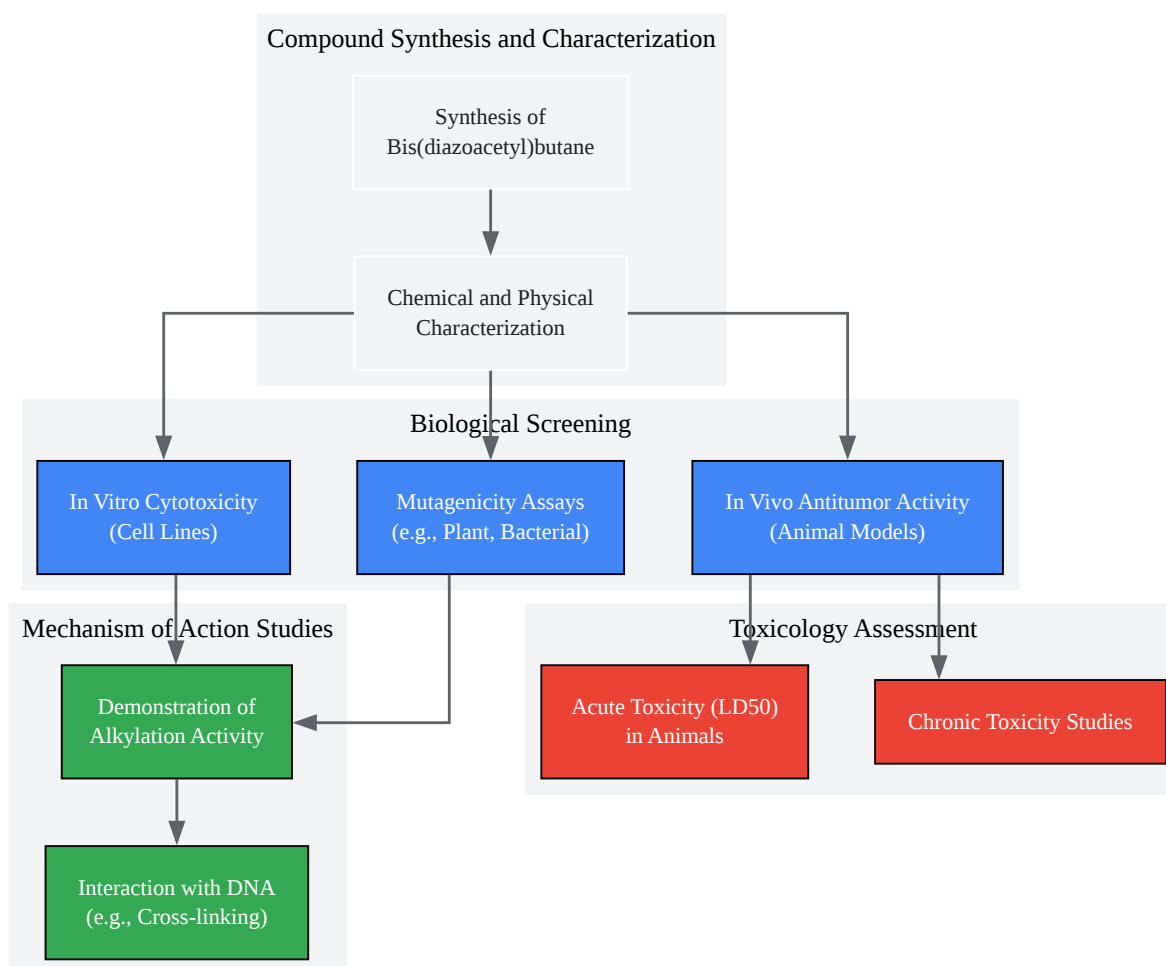 Compound Synthesis and Characterization
Synthesis of
Bis(diazoacetyl)butane
Chemical and Physical
Characterization
Biological Screening
In Vitro Cytotoxicity
(Cell Lines)
Mutagenicity Assays
(e.g., Plant, Bacterial)
In Vivo Antitumor Activity
(Animal Models)
Mechanism of Action Studies
Demonstration of
Alkylation Activity
Interaction with DNA
(e.g., Cross-linking)
Toxicology Assessment
Acute Toxicity (LD50)
in Animals
Chronic Toxicity Studies